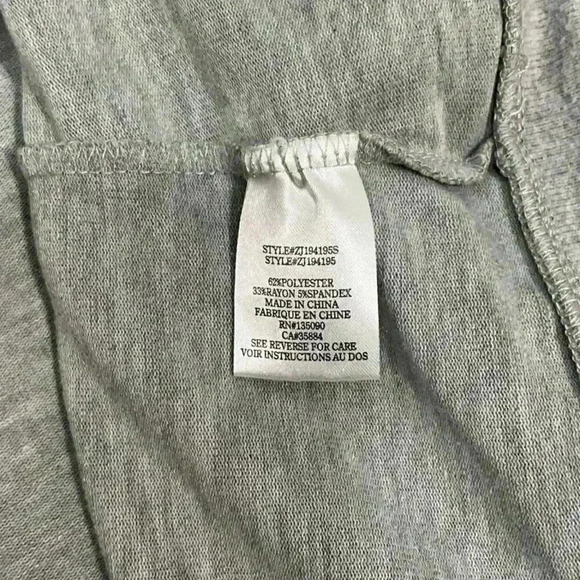 STYLE#ZJ194195S
STYLE#ZJ194195
62%POLYESTER
33%RAYON 5%SPANDEX
MADE IN CHINA
FABRIQUE EN CHINE
RN#135090
CA#35884
SEE REVERSE FOR CARE
VOIR INSTRUCTIONS AU DOS